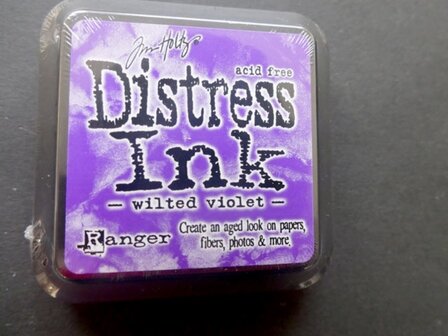 Tim Holtz
acid free
Distress
Ink
— wilted violet —
Ranger
Create an aged look on papers,
fibers, photos & more.